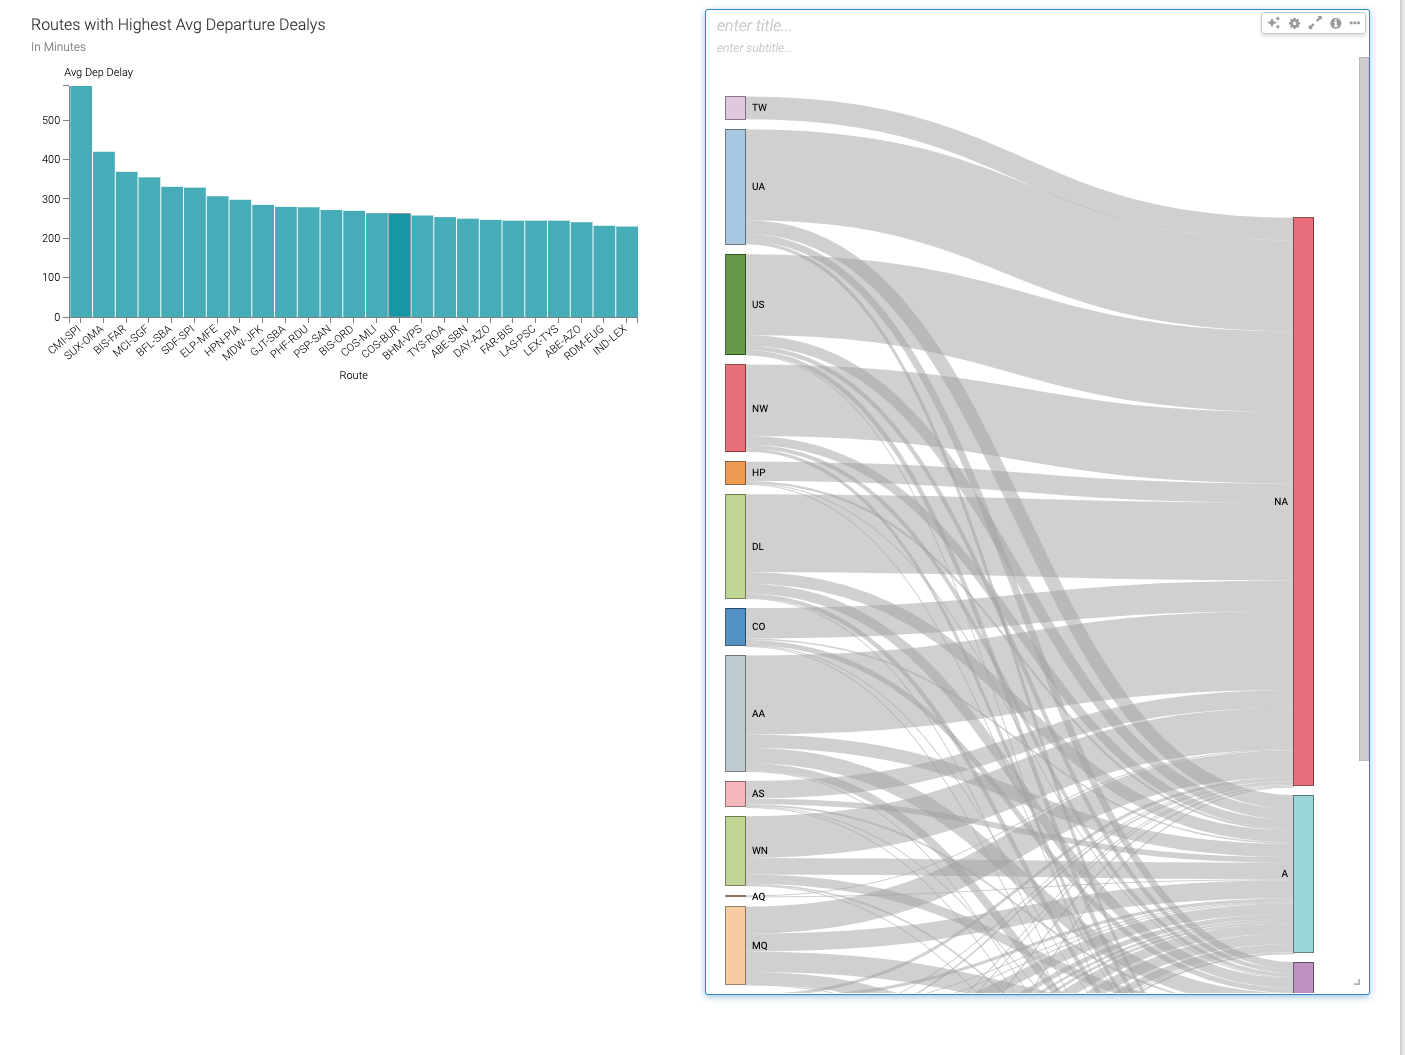 Routes with Highest Avg Departure Dealys
In Minutes
Avg Dep Delay
500
400
300
200
100
0
CMI-SPI
SUX-OMA
BIS-FAR
MCI-SGF
BFL-SBA
SDF-SPI
ELP-MFE
HPN-PIA
MDW-JFK
GJT-SBA
PHF-RDU
PSP-SAN
BIS-ORD
COS-MLI
COS-BUR
BHM-VPS
TYS-ROA
ABE-SBN
DAY-AZO
FAR-BIS
LAS-PSC
LEX-TYS
ABE-AZO
RDM-EUG
IND-LEX
Route
enter title...
enter subtitle...
TW
UA
US
NW
HP
DL
CO
AA
AS
WN
AQ
MQ
NA
A